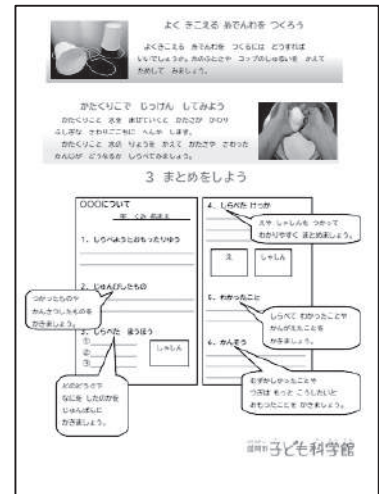 よく きこえる 糸でんわを つくろう
よくきこえる 糸でんわを つくるには どうすれば
いいでしょうか。糸のふとさや コップのしゅるいを かえて
ためして みましょう。
かたくりこで じっけん してみよう
かたくりこと 水を まぜていくと かたさが かわり
ふしぎな さわりごこちに へんか します。
かたくりこと 水の りょうを かえて かたさや さわった
かんじが どうなるか しらべてみましょう。
3 まとめをしよう
〇〇〇について
年 くみ なまえ
1．しらべようとおもったりゆう
2．じゅんびしたもの
つかったものや
かんさつしたものを
かきましょう。
3．しらべた ほうほう
①
②
③
しゃしん
どのどうぐで
なにを したのかを
じゅんばんに
かきましょう。
4．しらべた けっか
えや しゃしんを つかって
わかりやすく まとめましょう。
え
しゃしん
5．わかったこと
しらべて わかったことや
かんがえたことを
かきましょう。
6．かんそう
むずかしかったことや
つぎは もっと こうしたいと
おもったことを かきましょう。
盛岡市 子ども科学館